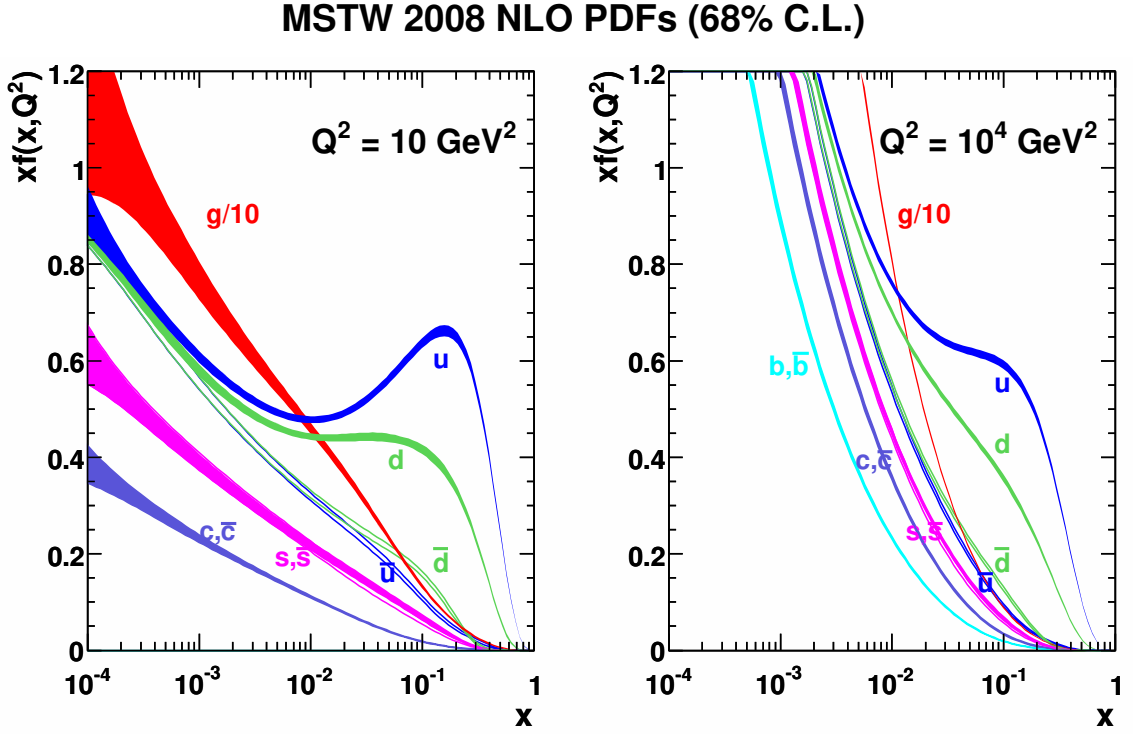 MSTW 2008 NLO PDFs (68% C.L.)
xf(x,Q²)
1.2
1
0.8
0.6
0.4
0.2
0
Q² = 10 GeV²
g/10
u
d
c,c̅
s,s̅
u̅
d̅
10⁻⁴
10⁻³
10⁻²
10⁻¹
1
x
xf(x,Q²)
1.2
1
0.8
0.6
0.4
0.2
0
Q² = 10⁴ GeV²
g/10
b,b̅
u
d
c,c̅
s,s̅
d̅
u̅
10⁻⁴
10⁻³
10⁻²
10⁻¹
1
x